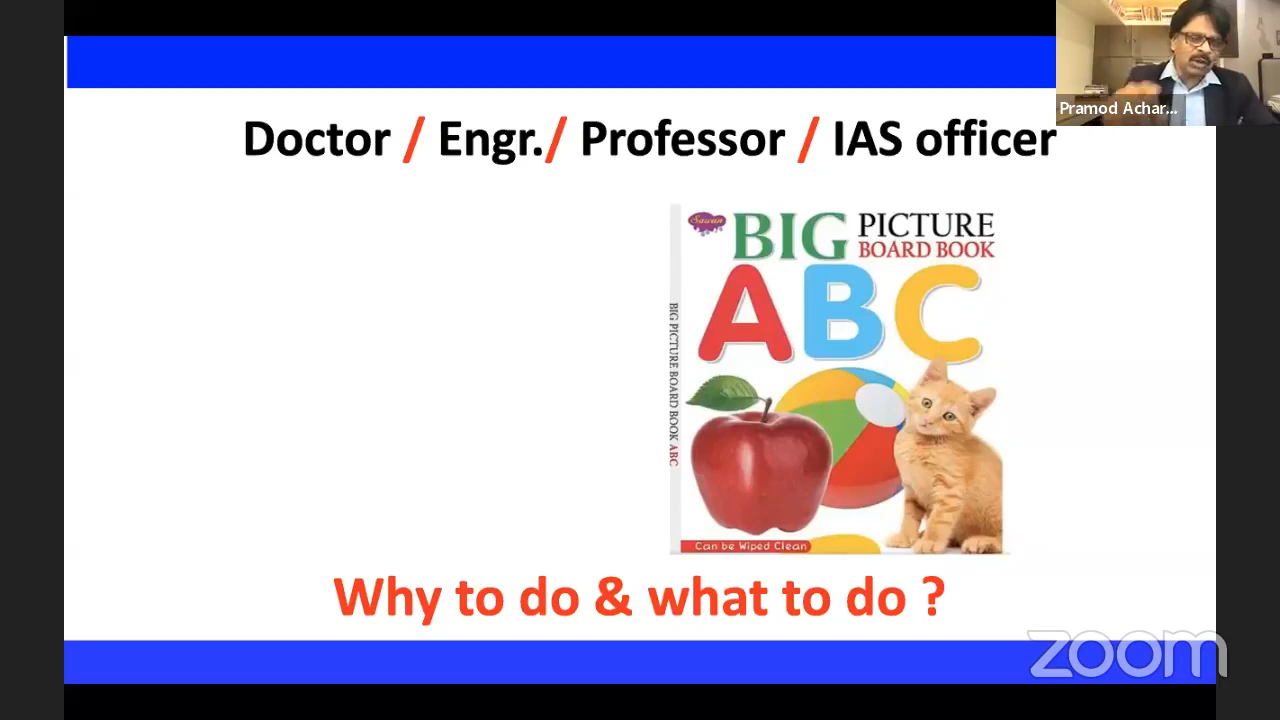 Pramod Achar...
Doctor / Engr./ Professor / IAS officer
Sawan
BIG PICTURE
BOARD BOOK
ABC
BIG PICTURE BOARD BOOK ABC
Can be Wiped Clean
Why to do & what to do ?
zoom